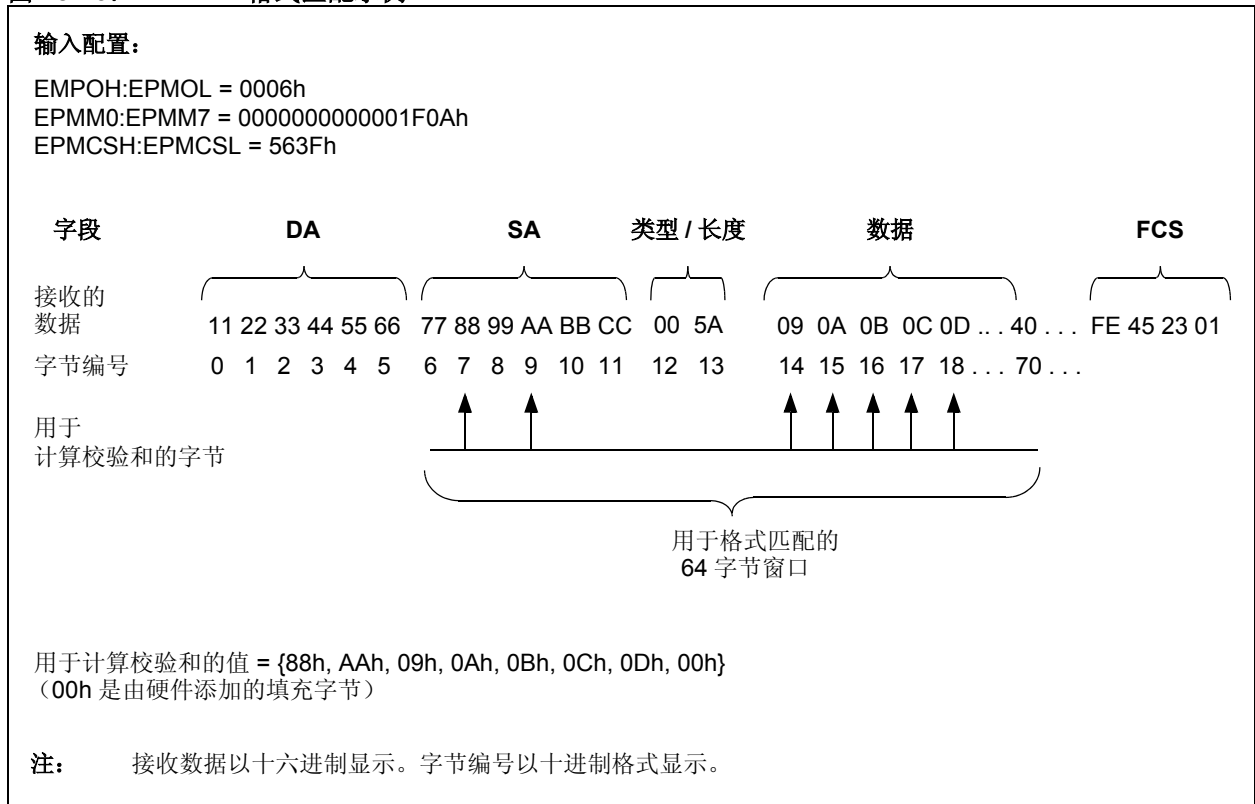 输入配置：
EMPOH:EPMOL = 0006h
EPMM0:EPMM7 = 0000000000001F0Ah
EPMCSH:EPMCSL = 563Fh
字段 DA SA 类型 / 长度 数据 FCS
接收的
数据 11 22 33 44 55 66 77 88 99 AA BB CC 00 5A 09 0A 0B 0C 0D . . . 40 . . . FE 45 23 01
字节编号 0 1 2 3 4 5 6 7 8 9 10 11 12 13 14 15 16 17 18 . . . 70 . . .
用于
计算校验和的字节
用于格式匹配的
64 字节窗口
用于计算校验和的值 = {88h, AAh, 09h, 0Ah, 0Bh, 0Ch, 0Dh, 00h}
（00h 是由硬件添加的填充字节）
注： 接收数据以十六进制显示。字节编号以十进制格式显示。